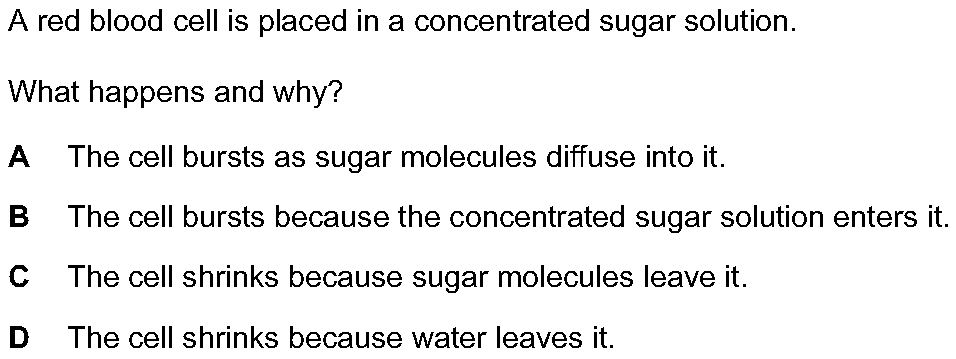 A red blood cell is placed in a concentrated sugar solution.
What happens and why?
A The cell bursts as sugar molecules diffuse into it.
B The cell bursts because the concentrated sugar solution enters it.
C The cell shrinks because sugar molecules leave it.
D The cell shrinks because water leaves it.